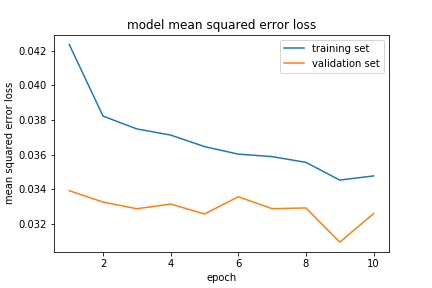 model mean squared error loss
training set
validation set
mean squared error loss
0.042
0.040
0.038
0.036
0.034
0.032
2 4 6 8 10
epoch